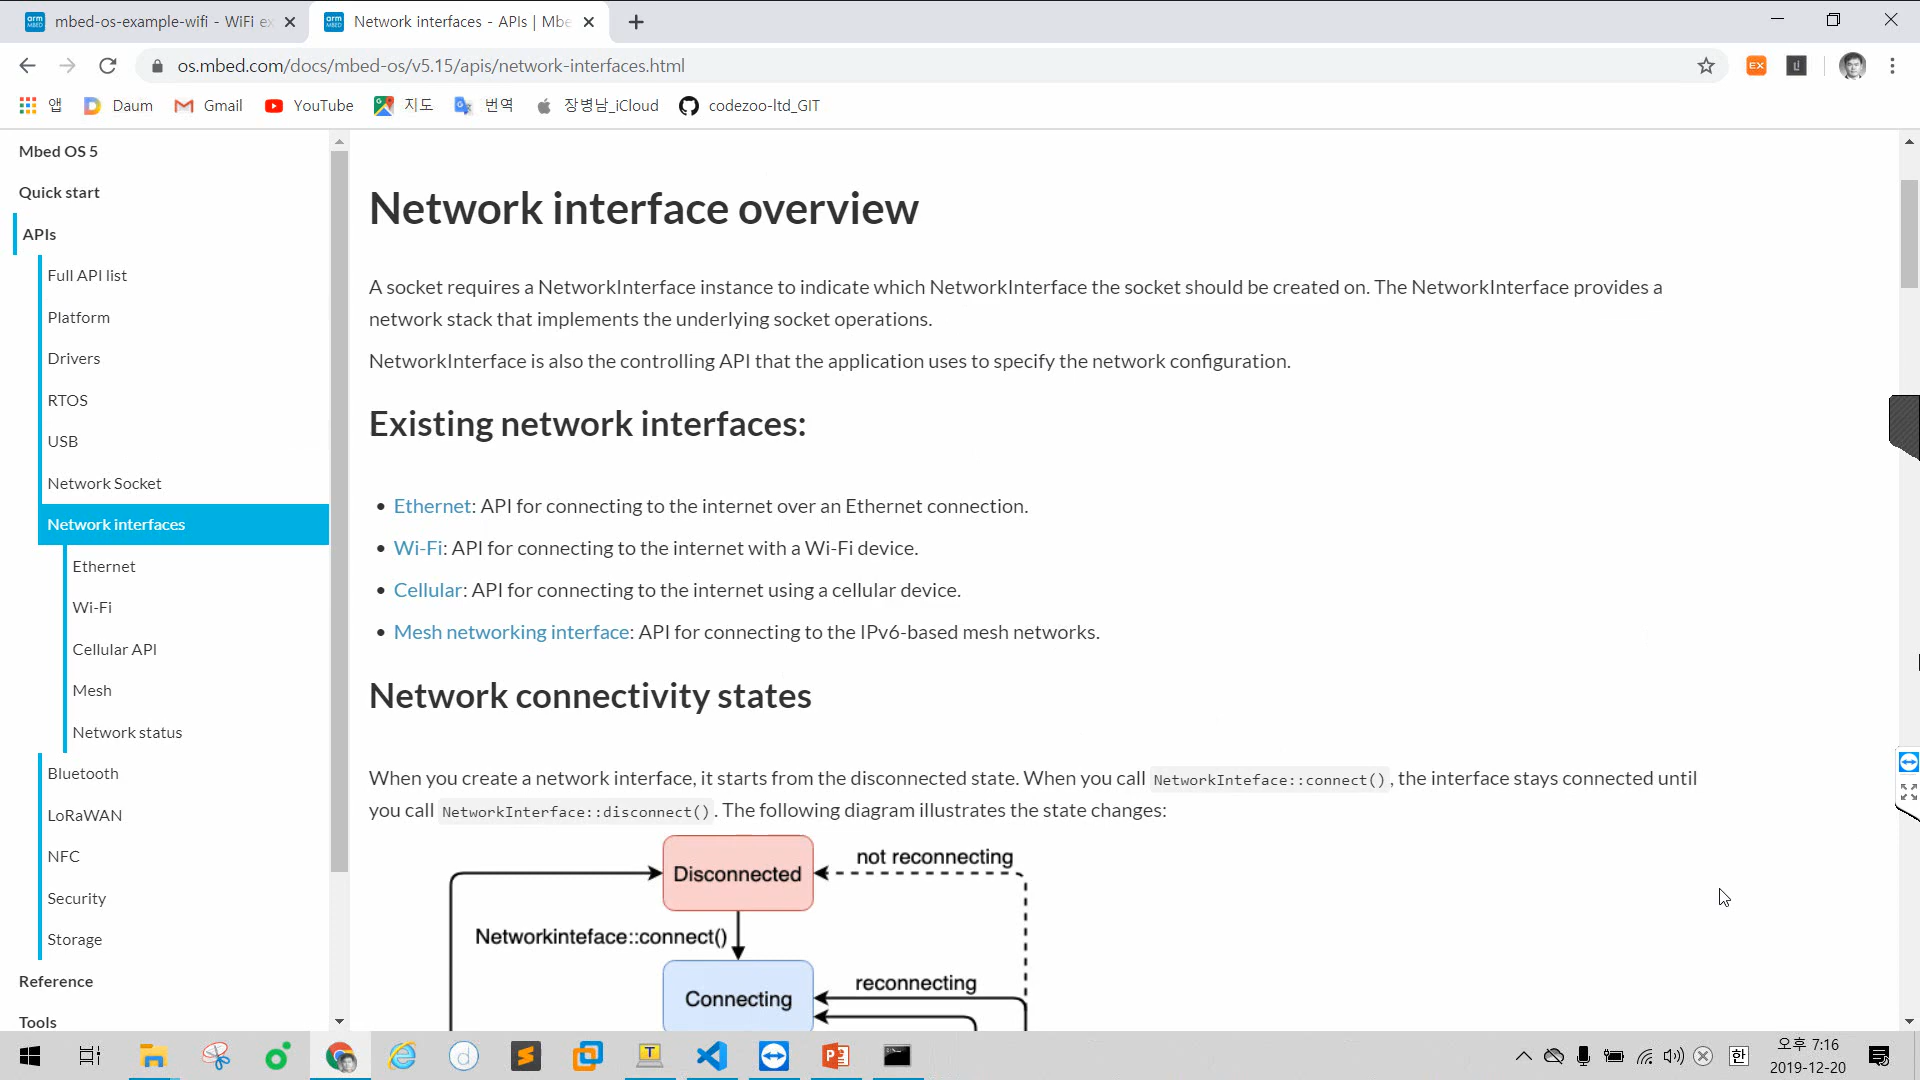 mbed-os-example-wifi - WiFi ex
Network interfaces - APIs | Mbe
os.mbed.com/docs/mbed-os/v5.15/apis/network-interfaces.html
앱
Daum
Gmail
YouTube
지도
번역
장병남_iCloud
codezoo-ltd_GIT
Mbed OS 5
Quick start
APIs
Full API list
Platform
Drivers
RTOS
USB
Network Socket
Network interfaces
Ethernet
Wi-Fi
Cellular API
Mesh
Network status
Bluetooth
LoRaWAN
NFC
Security
Storage
Reference
Tools
Network interface overview
A socket requires a NetworkInterface instance to indicate which NetworkInterface the socket should be created on. The NetworkInterface provides a
network stack that implements the underlying socket operations.
NetworkInterface is also the controlling API that the application uses to specify the network configuration.
Existing network interfaces:
• Ethernet: API for connecting to the internet over an Ethernet connection.
• Wi-Fi: API for connecting to the internet with a Wi-Fi device.
• Cellular: API for connecting to the internet using a cellular device.
• Mesh networking interface: API for connecting to the IPv6-based mesh networks.
Network connectivity states
When you create a network interface, it starts from the disconnected state. When you call NetworkInteface::connect(), the interface stays connected until
you call NetworkInterface::disconnect(). The following diagram illustrates the state changes:
Disconnected
not reconnecting
Networkinteface::connect()
reconnecting
Connecting
한
오후 7:16
2019-12-20